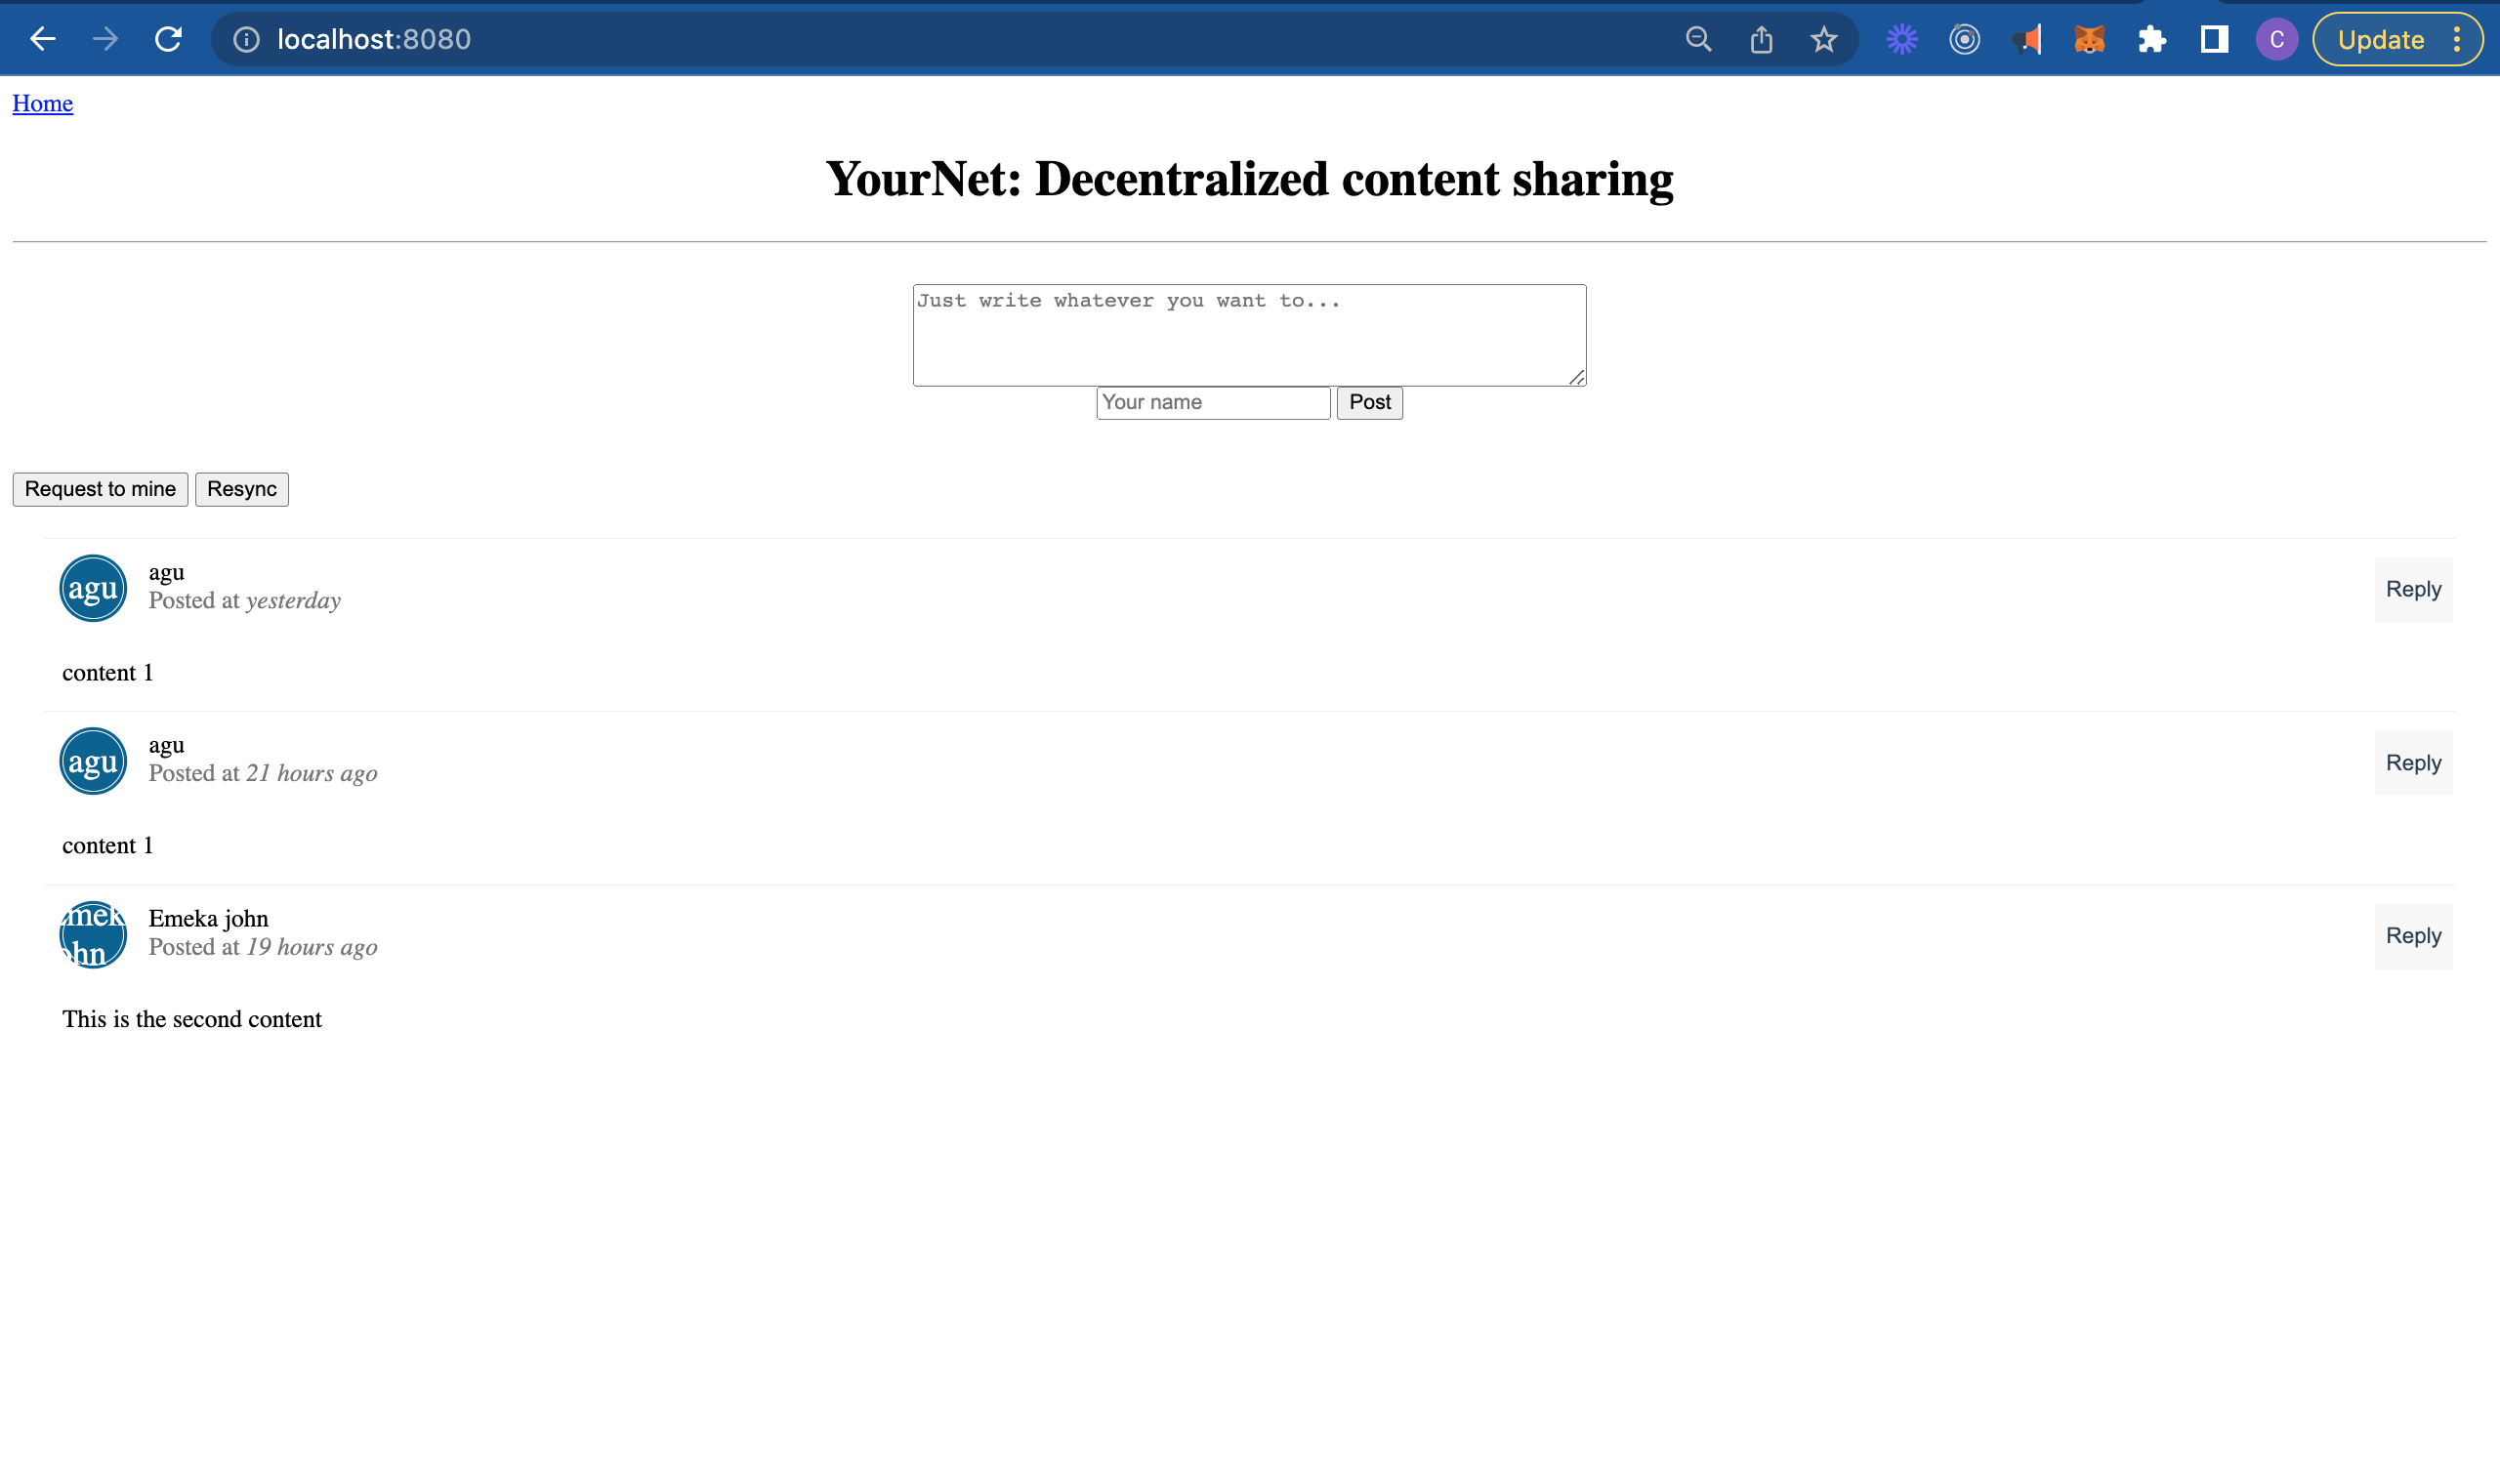 localhost:8080
C
Update
Home
YourNet: Decentralized content sharing
Just write whatever you want to...
Your name
Post
Request to mine Resync
agu
agu
Posted at yesterday
Reply
content 1
agu
agu
Posted at 21 hours ago
Reply
content 1
Emeka john
Posted at 19 hours ago
Reply
This is the second content